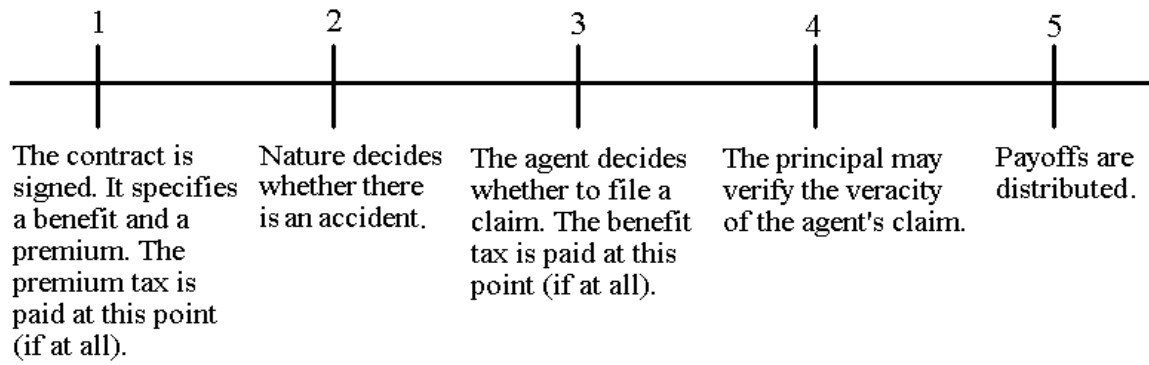 1
2
3
4
5
The contract is
signed. It specifies
a benefit and a
premium. The
premium tax is
paid at this point
(if at all).
Nature decides
whether there
is an accident.
The agent decides
whether to file a
claim. The benefit
tax is paid at this
point (if at all).
The principal may
verify the veracity
of the agent's claim.
Payoffs are
distributed.